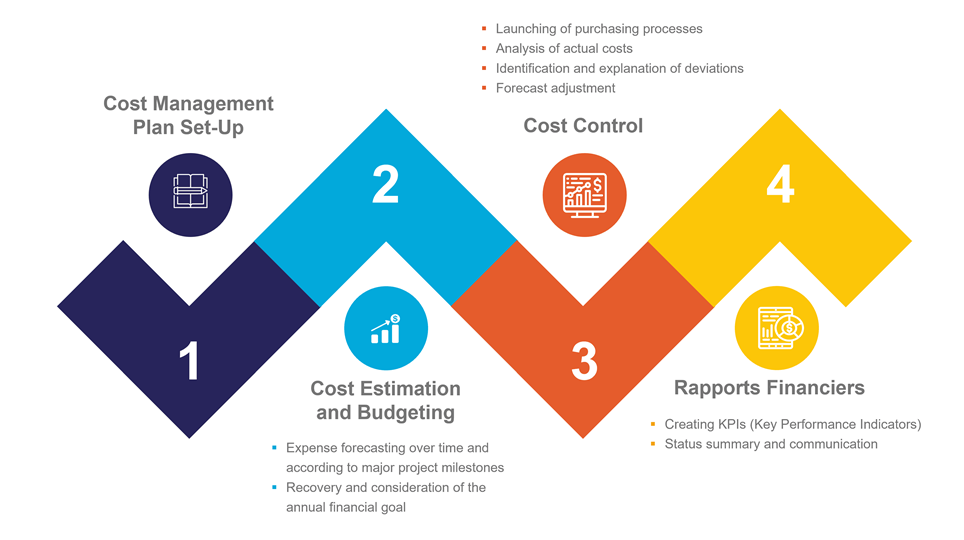 Cost Management
Plan Set-Up
1
2
Cost Estimation
and Budgeting
▪ Expense forecasting over time and
according to major project milestones
▪ Recovery and consideration of the
annual financial goal
▪ Launching of purchasing processes
▪ Analysis of actual costs
▪ Identification and explanation of deviations
▪ Forecast adjustment
Cost Control
$
3
4
$
$
Rapports Financiers
▪ Creating KPIs (Key Performance Indicators)
▪ Status summary and communication